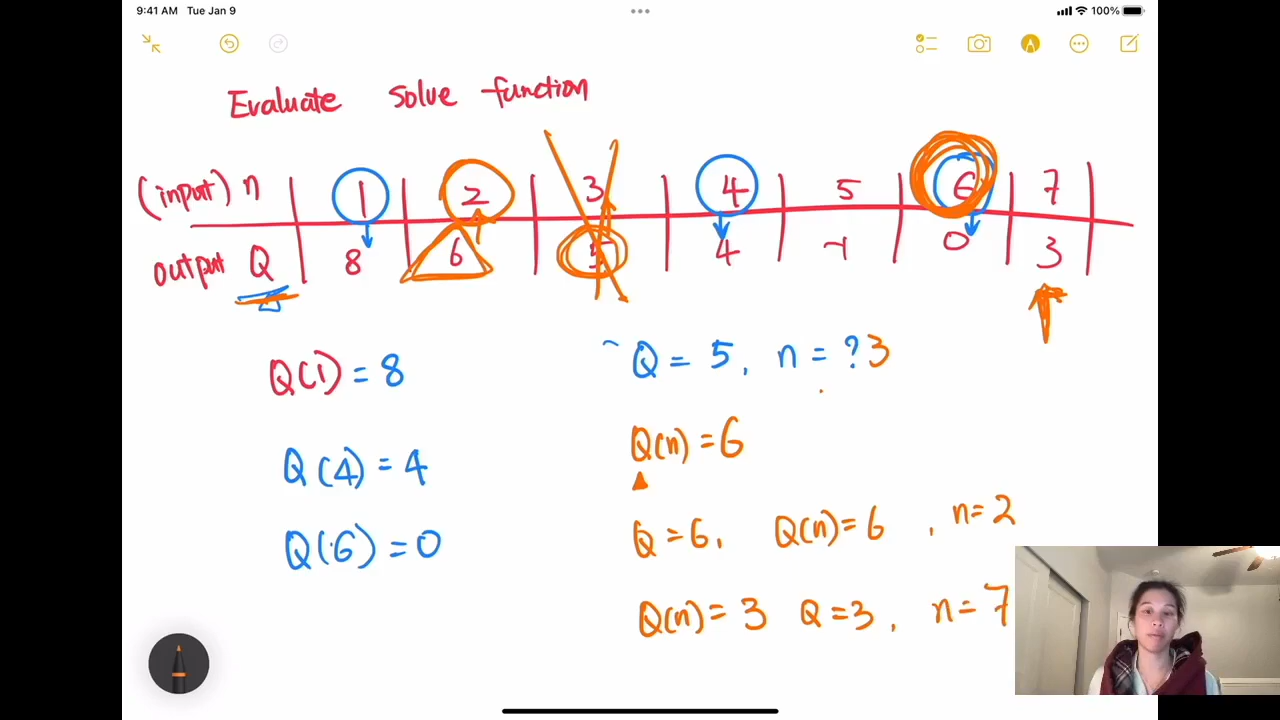 9:41 AM Tue Jan 9 100%
Evaluate solve function
(input) n 1 2 3 4 5 6 7
output Q 8 6 5 4 -1 0 3
Q(1) = 8
Q = 5, n = ? 3
Q(n) = 6
Q(4) = 4
Q = 6, Q(n) = 6, n = 2
Q(6) = 0
Q(n) = 3 Q = 3, n = 7